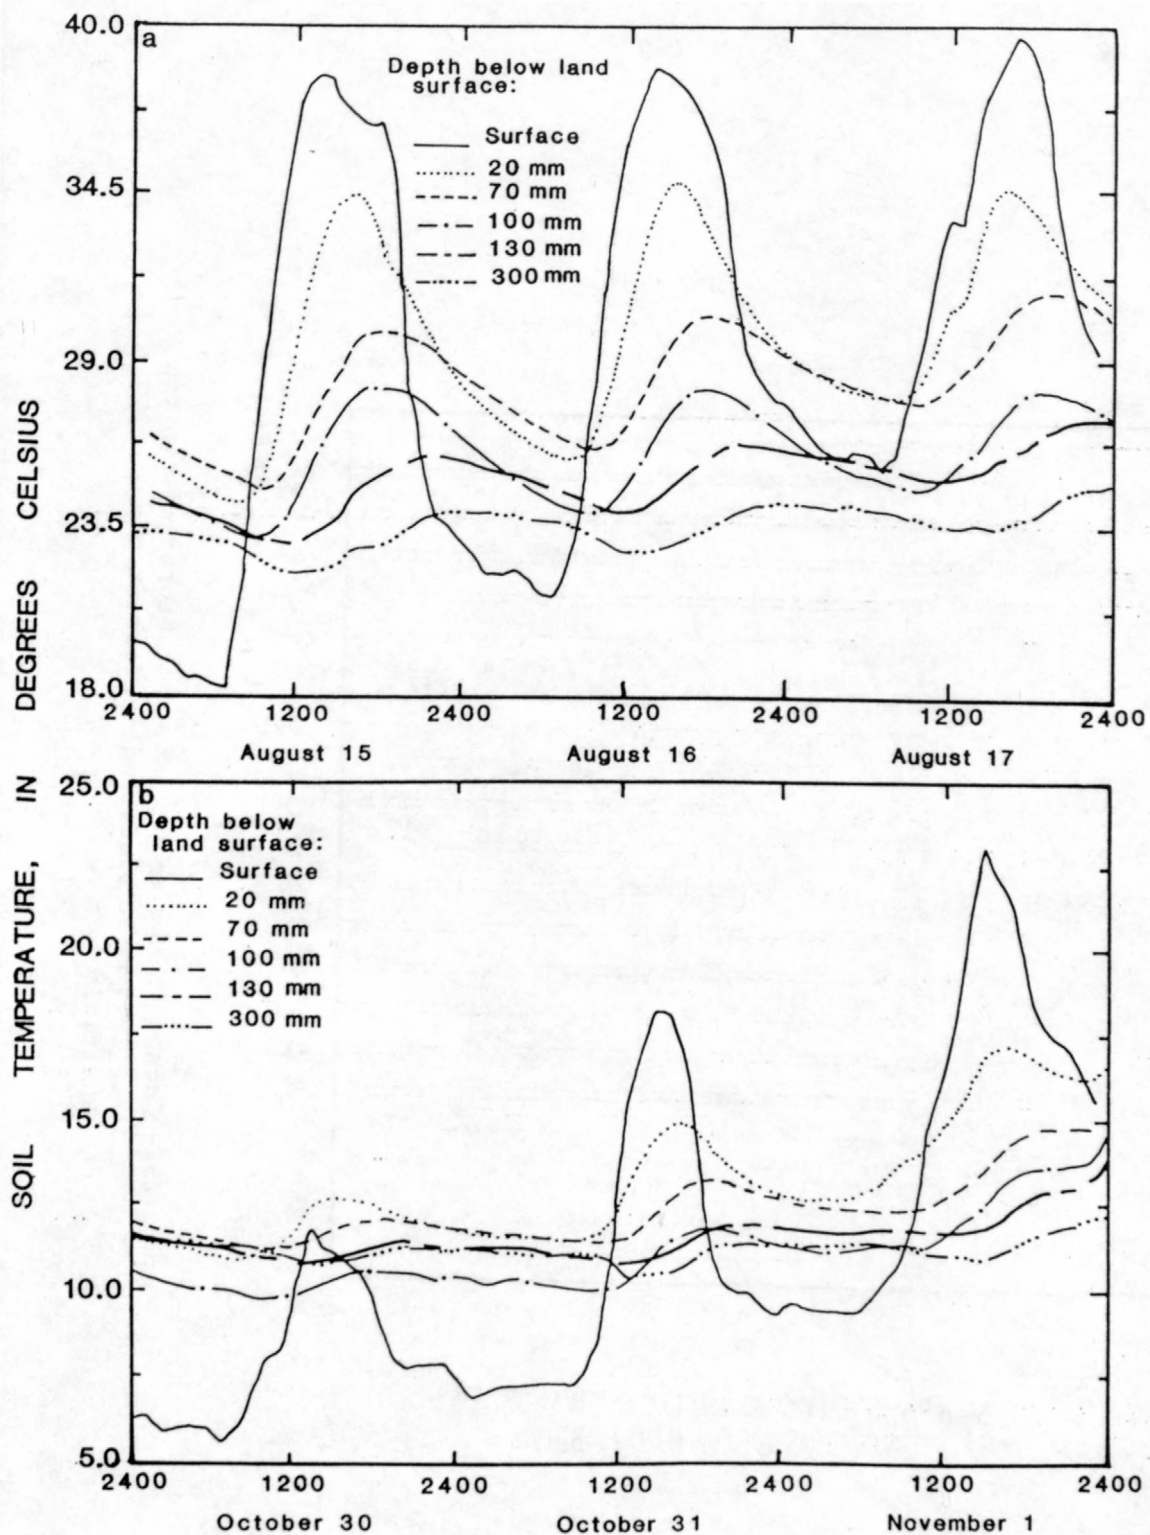 a
40.0
34.5
29.0
23.5
18.0
Depth below land
surface:
Surface
20 mm
70 mm
100 mm
130 mm
300 mm
2400 1200 2400 1200 2400 1200 2400
August 15 August 16 August 17
SOIL TEMPERATURE, IN DEGREES CELSIUS
b
25.0
20.0
15.0
10.0
5.0
Depth below
land surface:
Surface
20 mm
70 mm
100 mm
130 mm
300 mm
2400 1200 2400 1200 2400 1200 2400
October 30 October 31 November 1